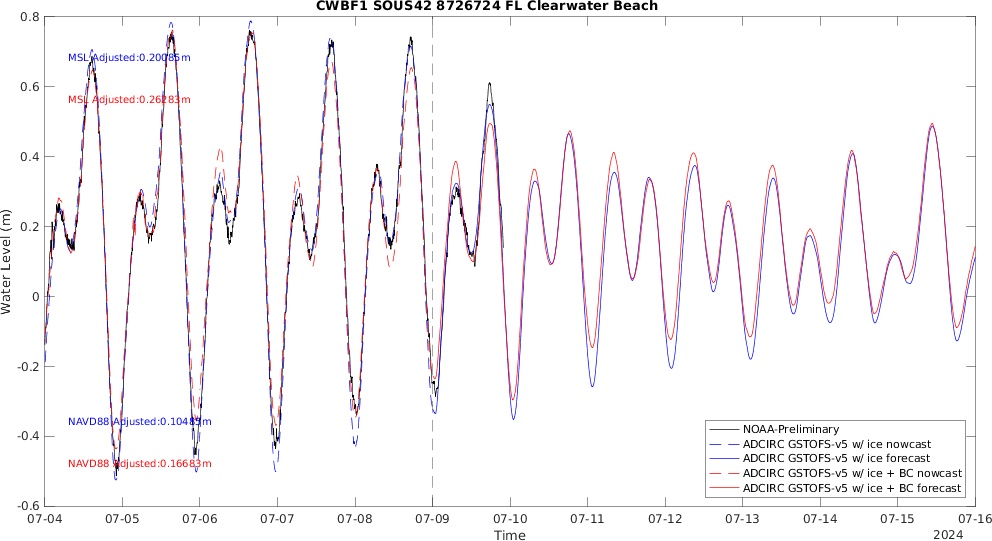 CWBF1 SOUS42 8726724 FL Clearwater Beach
0.8
0.6
0.4
0.2
0
-0.2
-0.4
-0.6
Water Level (m)
MSL Adjusted:0.20085m
MSL Adjusted:0.26283m
NAVD88 Adjusted:0.10485m
NAVD88 Adjusted:0.16683m
NOAA-Preliminary
ADCIRC GSTOFS-v5 w/ ice nowcast
ADCIRC GSTOFS-v5 w/ ice forecast
ADCIRC GSTOFS-v5 w/ ice + BC nowcast
ADCIRC GSTOFS-v5 w/ ice + BC forecast
07-04 07-05 07-06 07-07 07-08 07-09 07-10 07-11 07-12 07-13 07-14 07-15 07-16
Time
2024